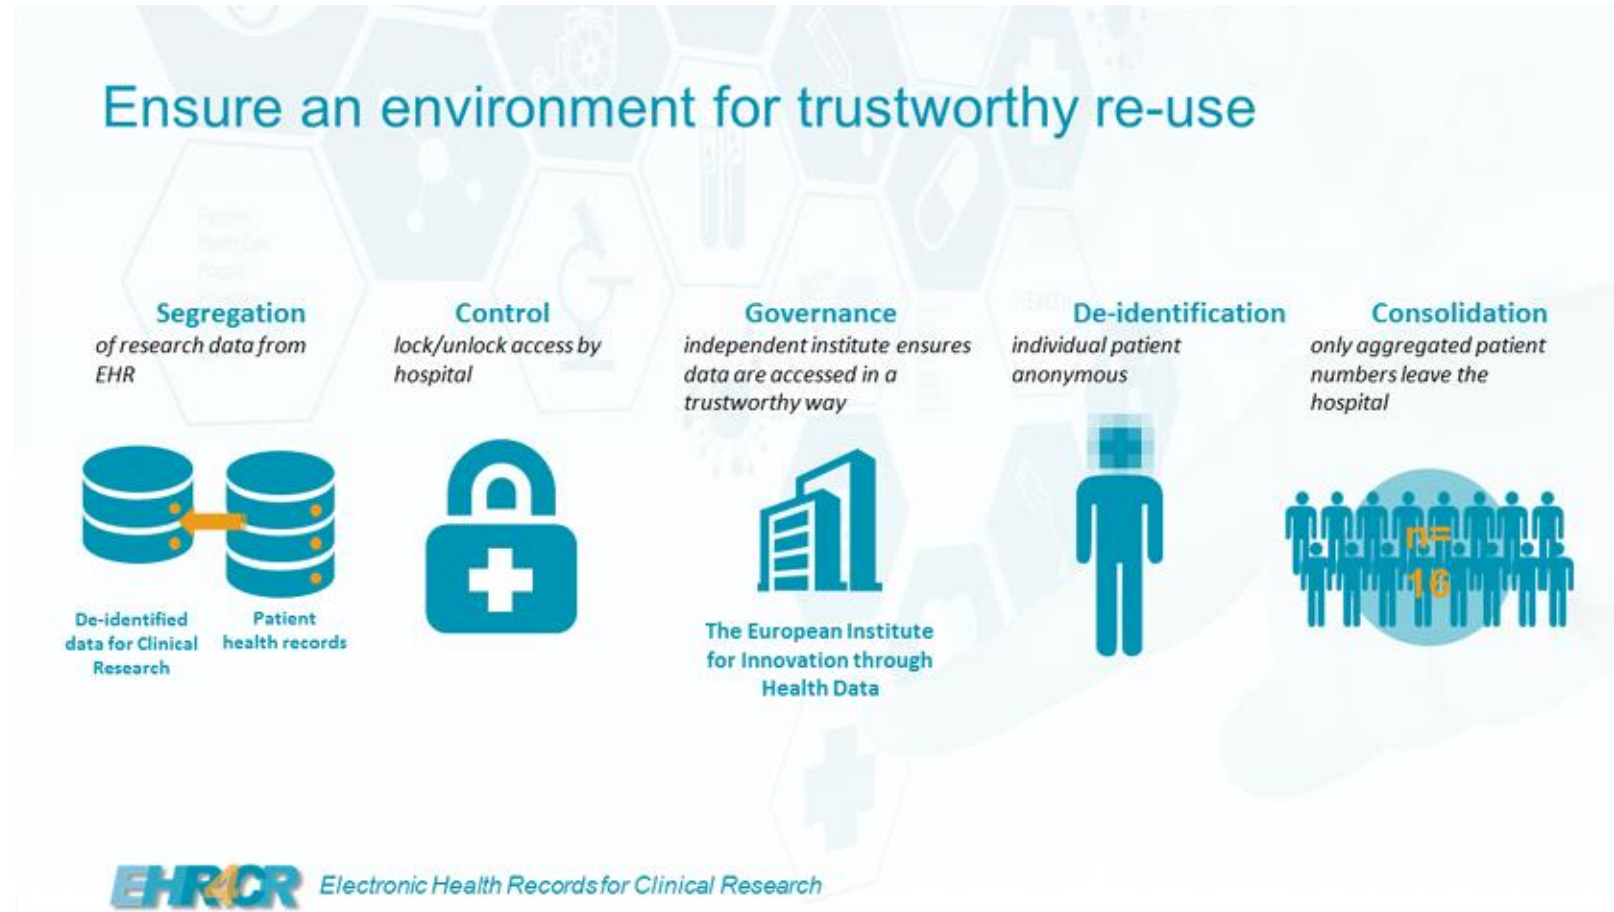 Ensure an environment for trustworthy re-use
Segregation
of research data from
EHR
Control
lock/unlock access by
hospital
Governance
independent institute ensures
data are accessed in a
trustworthy way
De-identification
individual patient
anonymous
Consolidation
only aggregated patient
numbers leave the
hospital
De-identified
data for Clinical
Research
Patient
health records
The European Institute
for Innovation through
Health Data
n=
16
EHR4CR
Electronic Health Records for Clinical Research